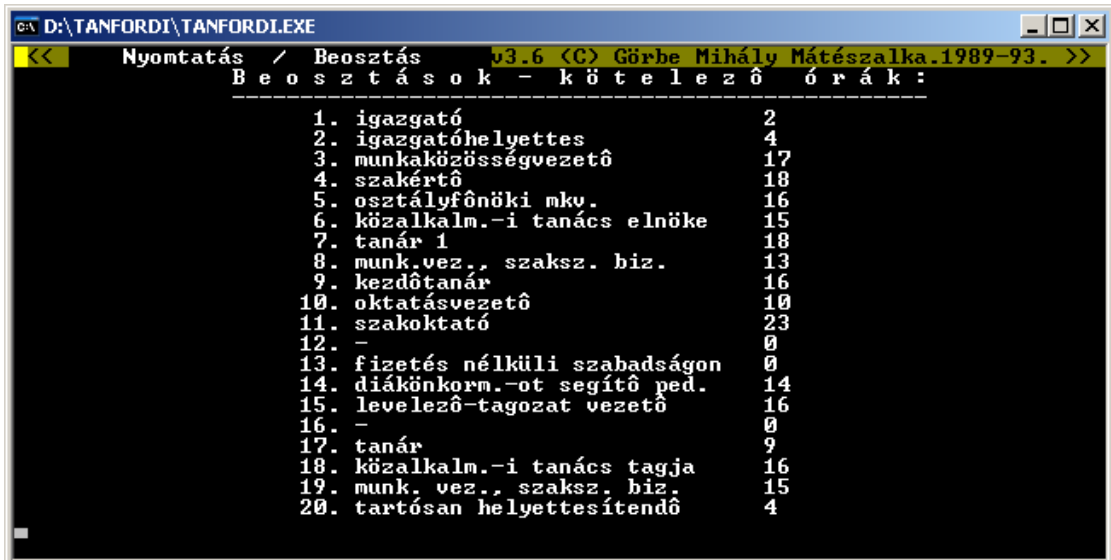 D:\TANFORDI\TANFORDI.EXE
<< Nyomtatás / Beosztás v3.6 (C) Görbe Mihály Mátészalka.1989-93. >>
B e o s z t á s o k - k ö t e l e z ô ó r á k :
1. igazgató 2
2. igazgatóhelyettes 4
3. munkaközösségvezetô 17
4. szakértô 18
5. osztályfônöki mkv. 16
6. közalkalm.-i tanács elnöke 15
7. tanár 1 18
8. munk.vez., szaksz. biz. 13
9. kezdôtanár 16
10. oktatásvezetô 10
11. szakoktató 23
12. - 0
13. fizetés nélküli szabadságon 0
14. diákönkorm.-ot segítô ped. 14
15. levelezô-tagozat vezetô 16
16. - 0
17. tanár 9
18. közalkalm.-i tanács tagja 16
19. munk. vez., szaksz. biz. 15
20. tartósan helyettesítendô 4